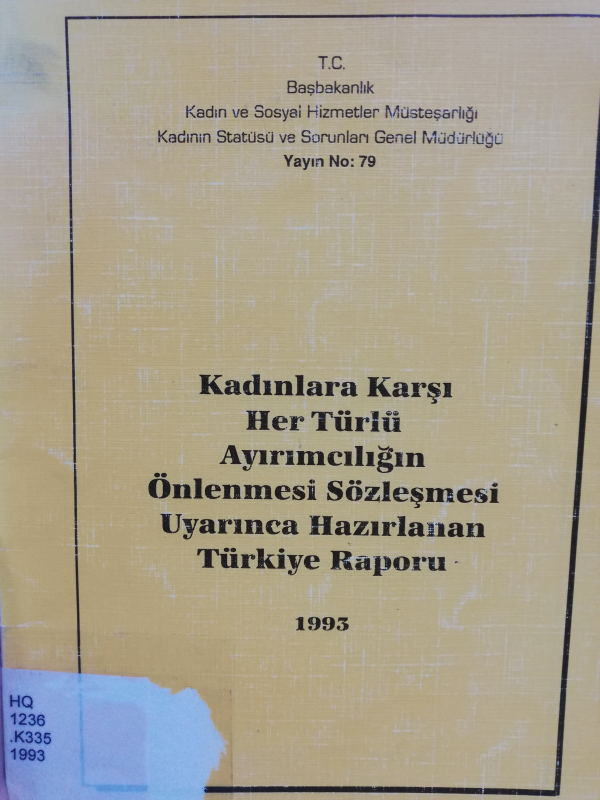 T.C.
Başbakanlık
Kadın ve Sosyal Hizmetler Müsteşarlığı
Kadının Statüsü ve Sorunları Genel Müdürlüğü
Yayın No: 79
Kadınlara Karşı
Her Türlü
Ayırımcılığın
Önlenmesi Sözleşmesi
Uyarınca Hazırlanan
Türkiye Raporu
1993
HQ
1236
.K335
1993